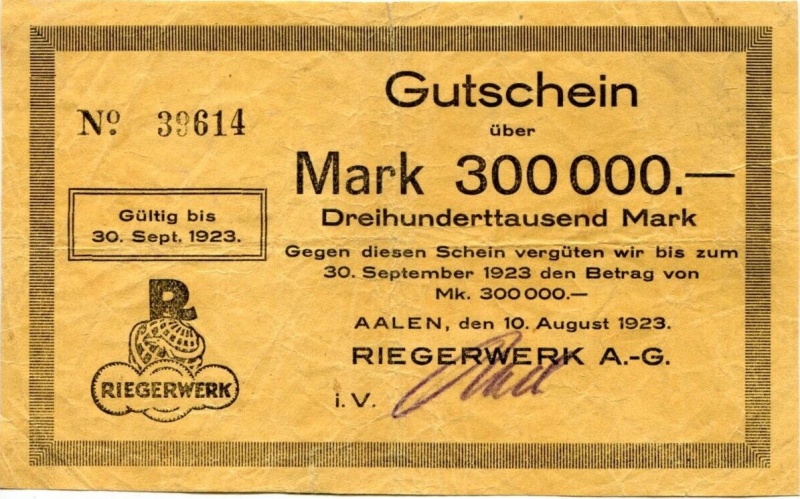 Gutschein
Nº 39614
über
Mark 300 000.—
Gültig bis
30. Sept. 1923.
Dreihunderttausend Mark
Gegen diesen Schein vergüten wir bis zum
30. September 1923 den Betrag von
Mk. 300 000.—
AALEN, den 10. August 1923.
RIEGERWERK A.-G.
i. V.
R
RIEGERWERK